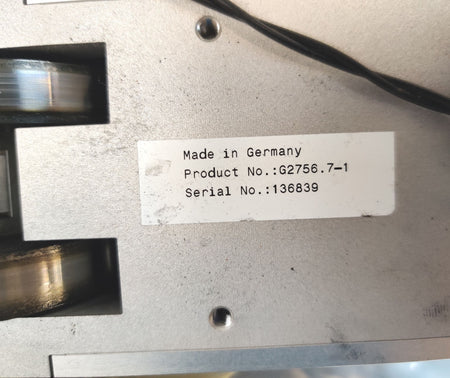 Made in Germany
Product No.:G2756.7-1
Serial No.:136839